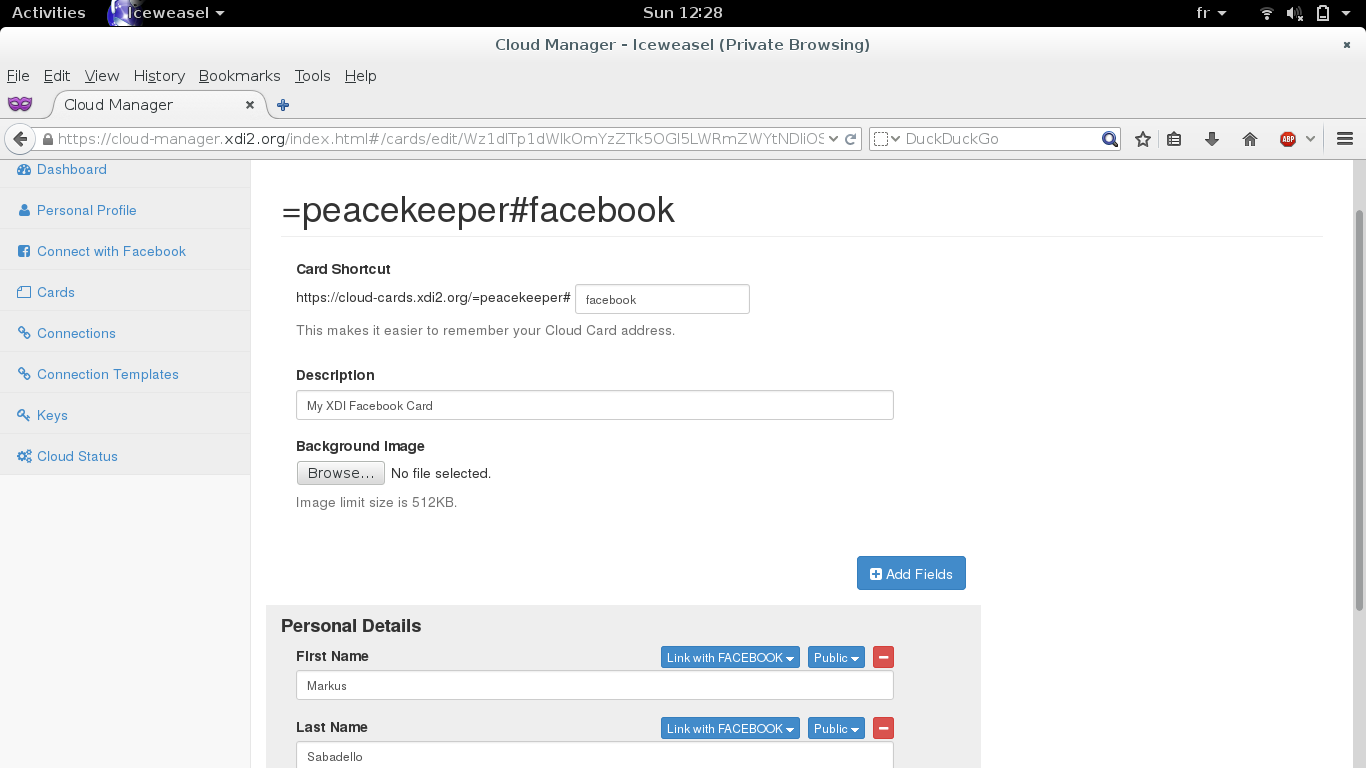 Activities Iceweasel Sun 12:28 fr
Cloud Manager - Iceweasel (Private Browsing)
File Edit View History Bookmarks Tools Help
Cloud Manager
https://cloud-manager.xdi2.org/index.html#/cards/edit/ DuckDuckGo ABP
Dashboard
Personal Profile
Connect with Facebook
Cards
Connections
Connection Templates
Keys
Cloud Status
=peacekeeper#facebook
Card Shortcut
https://cloud-cards.xdi2.org/=peacekeeper# facebook
This makes it easier to remember your Cloud Card address.
Description
My XDI Facebook Card
Background Image
Browse... No file selected.
Image limit size is 512KB.
Add Fields
Personal Details
First Name Link with FACEBOOK Public
Markus
Last Name Link with FACEBOOK Public
Sabadello